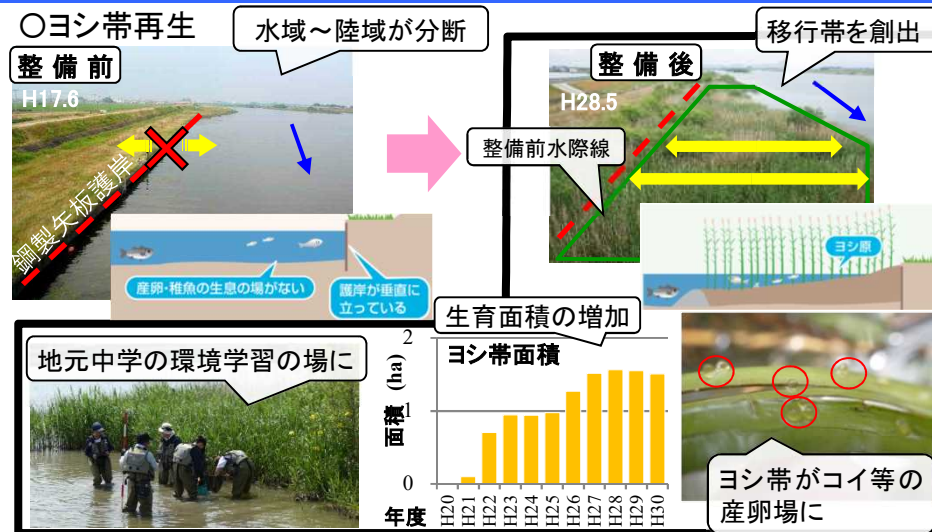 ○ヨシ帯再生
水域～陸域が分断
整備前
H17.6
鋼製矢板護岸
産卵・稚魚の生息の場がない
護岸が垂直に
立っている
移行帯を創出
整備後
H28.5
整備前水際線
ヨシ原
地元中学の環境学習の場に
生育面積の増加
ヨシ帯面積
面積 (ha)
2
1
0
年度
H20
H21
H22
H23
H24
H25
H26
H27
H28
H29
H30
ヨシ帯がコイ等の
産卵場に